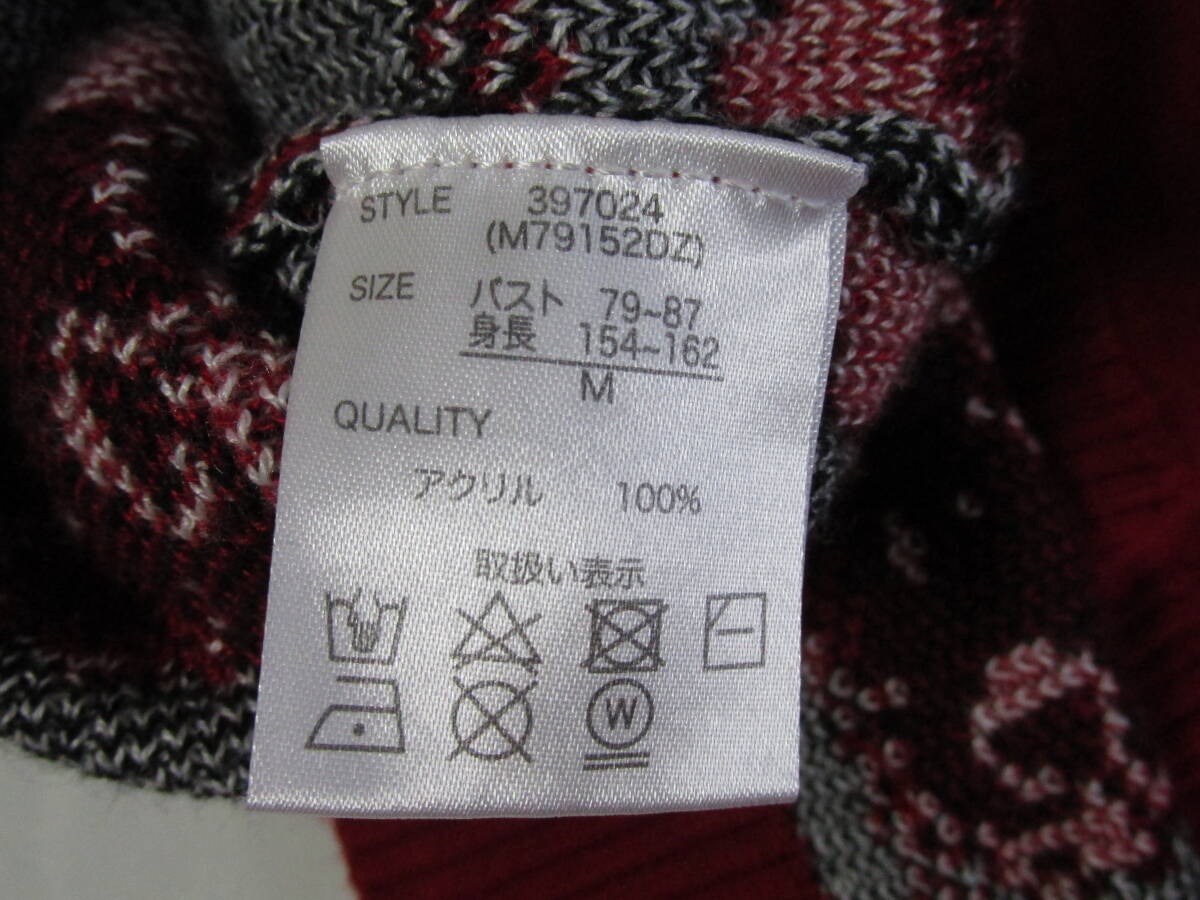 STYLE 397024
(M79152DZ)
SIZE バスト 79~87
身長 154~162
M
QUALITY
アクリル 100%
取扱い表示
W